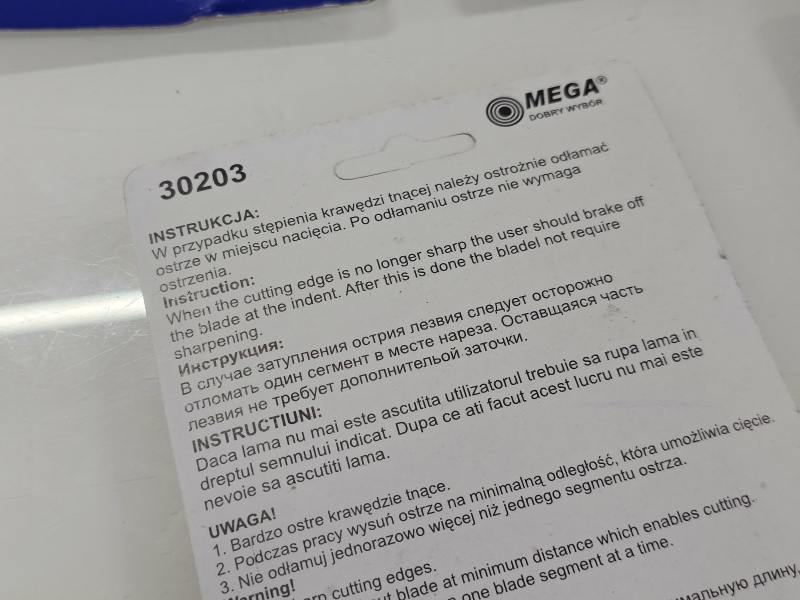 MEGA®
DOBRY WYBÓR
30203
INSTRUKCJA:
W przypadku stępienia krawędzi tnącej należy ostrożnie odłamać
ostrze w miejscu nacięcia. Po odłamaniu ostrze nie wymaga
ostrzenia.
Instruction:
When the cutting edge is no longer sharp the user should brake off
the blade at the indent. After this is done the bladel not require
sharpening.
Инструкция:
В случае затупления острия лезвия следует осторожно
отломать один сегмент в месте нареза. Оставщаяся часть
лезвия не требует дополнительой заточки.
INSTRUCTIUNI:
Daca lama nu mai este ascutita utilizatorul trebuie sa rupa lama in
dreptul semnului indicat. Dupa ce ati facut acest lucru nu mai este
nevoie sa ascutiti lama.
UWAGA!
1. Bardzo ostre krawędzie tnące.
2. Podczas pracy wysuń ostrze na minimalną odległość, która umożliwia cięcie.
3. Nie odłamuj jednorazowo więcej niż jednego segmentu ostrza.
Warning!
cutting edges.
blade at minimum distance which enables cutting.
one blade segment at a time.
длину,